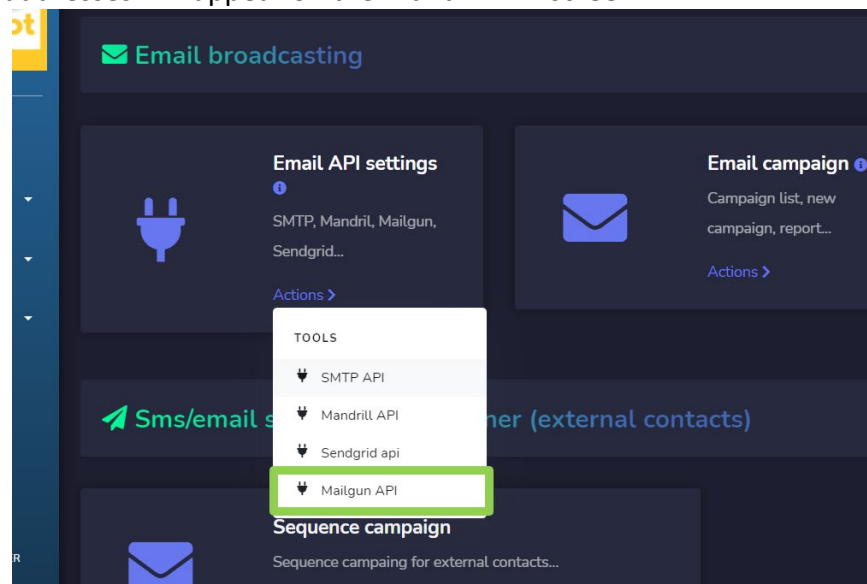 ot
Email broadcasting
Email API settings
SMTP, Mandril, Mailgun,
Sendgrid...
Actions
Email campaign
Campaign list, new
campaign, report...
Actions
TOOLS
SMTP API
Mandrill API
Sendgrid api
Mailgun API
Sms/email s
ner (external contacts)
Sequence campaign
Sequence campaing for external contacts...
R